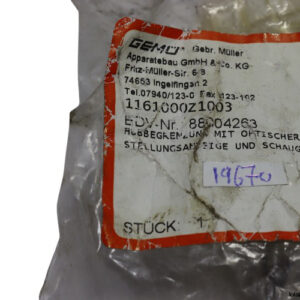 GEMÜ Gebr. Müller
Apparatebau GmbH & Co. KG
Fritz-Müller-Str. 6-8
74653 Ingelfingen 2
Tel.07940/123-0 Fax 123-192
1161000Z1003
EDV-Nr. 88004263
HUBBEGRENZUNG MIT OPTISCHER
STELLUNGSANZEIGE UND SCHAUG
19670
STÜCK: 1